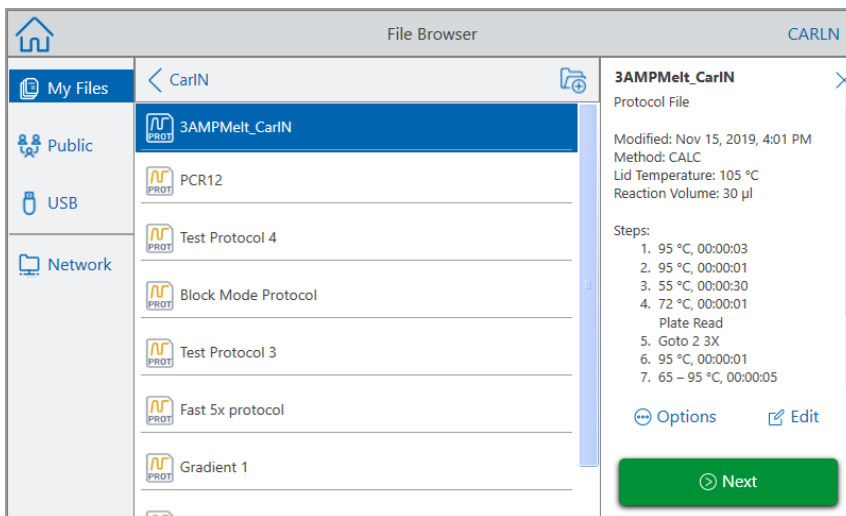 File Browser
CARLN
My Files
Public
USB
Network
CarIN
PROT
3AMPMelt_CarIN
PROT
PCR12
PROT
Test Protocol 4
PROT
Block Mode Protocol
PROT
Test Protocol 3
PROT
Fast 5x protocol
PROT
Gradient 1
3AMPMelt_CarIN
Protocol File
Modified: Nov 15, 2019, 4:01 PM
Method: CALC
Lid Temperature: 105 °C
Reaction Volume: 30 µl
Steps:
1. 95 °C, 00:00:03
2. 95 °C, 00:00:01
3. 55 °C, 00:00:30
4. 72 °C, 00:00:01
Plate Read
5. Goto 2 3X
6. 95 °C, 00:00:01
7. 65 – 95 °C, 00:00:05
Options
Edit
Next